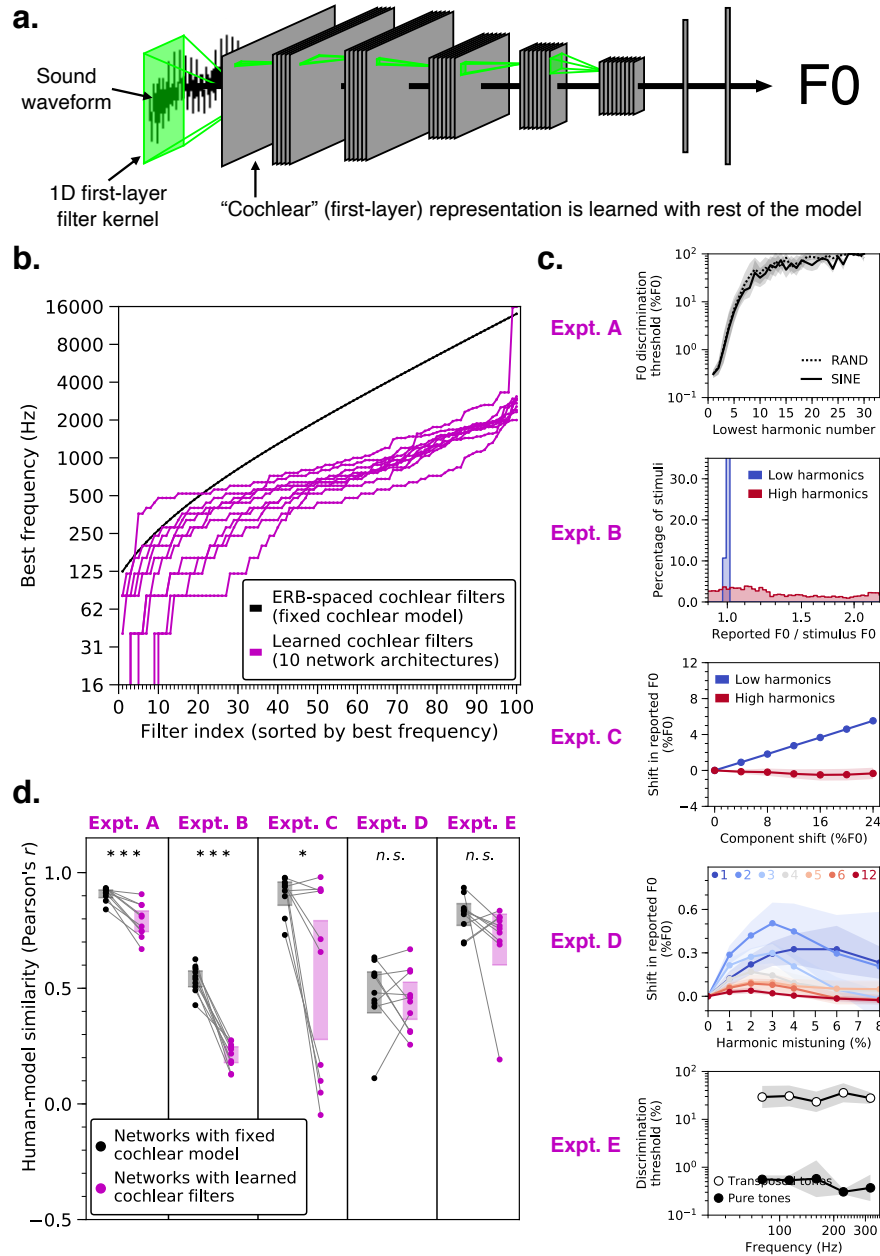 a.
Sound
waveform
F0
1D first-layer
filter kernel
“Cochlear” (first-layer) representation is learned with rest of the model
b.
Best frequency (Hz)
16000
8000
4000
2000
1000
500
250
125
62
31
16
ERB-spaced cochlear filters
(fixed cochlear model)
Learned cochlear filters
(10 network architectures)
0 10 20 30 40 50 60 70 80 90 100
Filter index (sorted by best frequency)
c.
Expt. A
F0 discrimination
threshold (%F0)
10²
10¹
10⁰
10⁻¹
RAND
SINE
0 5 10 15 20 25 30
Lowest harmonic number
Expt. B
Percentage of stimuli
30.0
20.0
10.0
0.0
Low harmonics
High harmonics
1.0 1.5 2.0
Reported F0 / stimulus F0
Expt. C
Shift in reported F0
(%F0)
12
8
4
0
−4
Low harmonics
High harmonics
0 8 16 24
Component shift (%F0)
Expt. D
Shift in reported F0
(%F0)
0.6
0.3
0.0
1 2 3 4 5 6 12
0 1 2 3 4 5 6 7 8
Harmonic mistuning (%)
Expt. E
Discrimination
threshold (%)
10²
10¹
10⁰
10⁻¹
Transposed tones
Pure tones
100 200 300
Frequency (Hz)
d.
Expt. A Expt. B Expt. C Expt. D Expt. E
* * * * * * * n.s. n.s.
Human-model similarity (Pearson's r)
1.0
0.5
0.0
−0.5
Networks with fixed
cochlear model
Networks with learned
cochlear filters